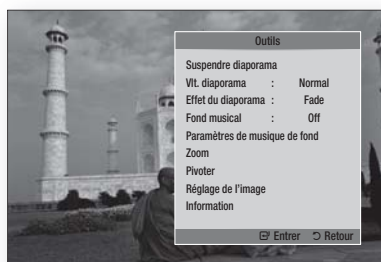 Outils
Suspendre diaporama
Vlt. diaporama : Normal
Effet du diaporama : Fade
Fond musical : Off
Paramètres de musique de fond
Zoom
Pivoter
Réglage de l'image
Information
Entrer Retour